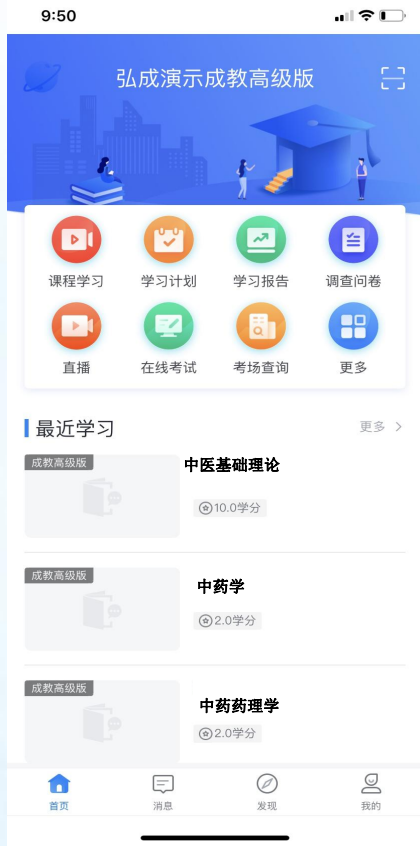 9:50
弘成演示成教高级版
课程学习 学习计划 学习报告 调查问卷
直播 在线考试 考场查询 更多
最近学习 更多
成教高级版
中医基础理论
10.0学分
成教高级版
中药学
2.0学分
成教高级版
中药药理学
2.0学分
首页 消息 发现 我的